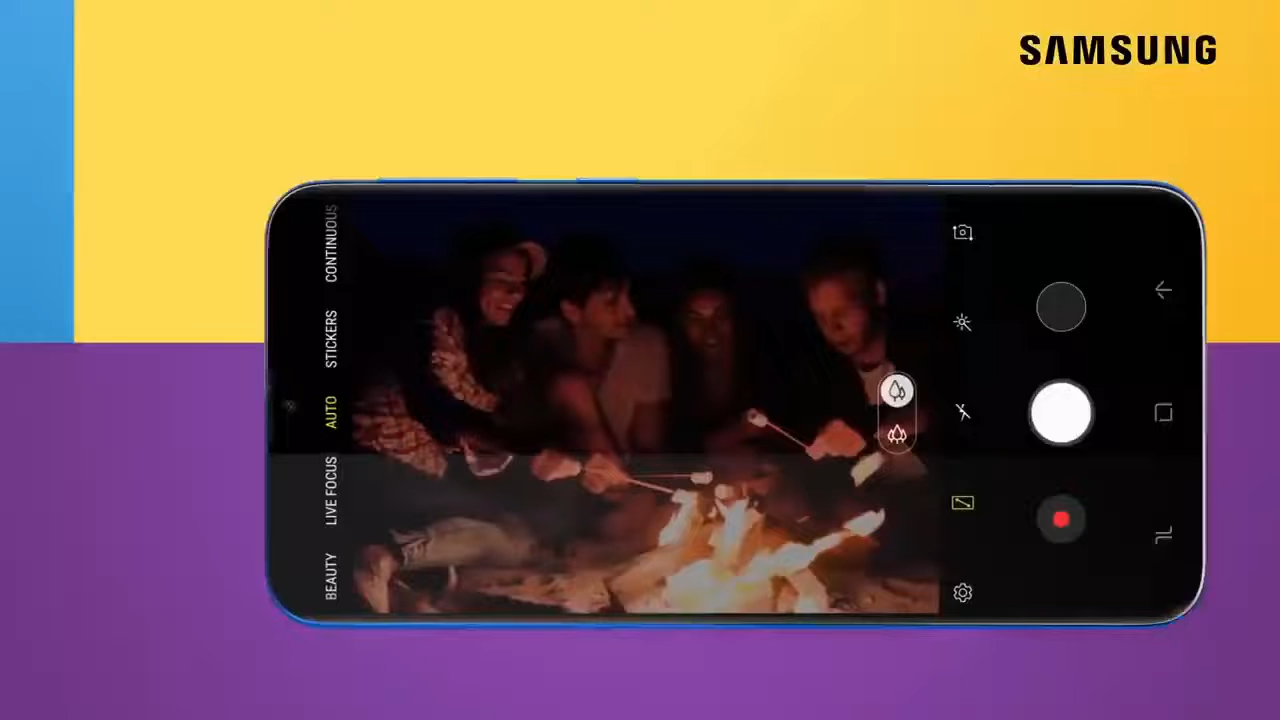 SAMSUNG
CONTINUOUS
STICKERS
AUTO
LIVE FOCUS
BEAUTY